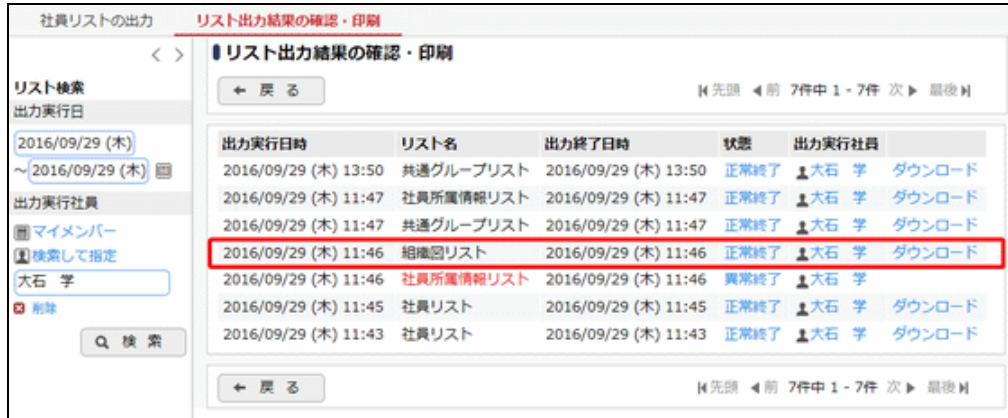 社員リストの出力 リスト出力結果の確認・印刷
リスト検索
出力実行日
2016/09/29 (木)
～2016/09/29 (木)
出力実行社員
マイメンバー
検索して指定
大石 学
削除
検索
リスト出力結果の確認・印刷
← 戻る 先頭 前 7件中 1 - 7件 次 最後
出力実行日時 リスト名 出力終了日時 状態 出力実行社員
2016/09/29 (木) 13:50 共通グループリスト 2016/09/29 (木) 13:50 正常終了 大石 学 ダウンロード
2016/09/29 (木) 11:47 社員所属情報リスト 2016/09/29 (木) 11:47 正常終了 大石 学 ダウンロード
2016/09/29 (木) 11:47 共通グループリスト 2016/09/29 (木) 11:47 正常終了 大石 学 ダウンロード
2016/09/29 (木) 11:46 組織図リスト 2016/09/29 (木) 11:46 正常終了 大石 学 ダウンロード
2016/09/29 (木) 11:46 社員所属情報リスト 2016/09/29 (木) 11:46 異常終了 大石 学
2016/09/29 (木) 11:45 社員リスト 2016/09/29 (木) 11:45 正常終了 大石 学 ダウンロード
2016/09/29 (木) 11:43 社員リスト 2016/09/29 (木) 11:43 正常終了 大石 学 ダウンロード
← 戻る 先頭 前 7件中 1 - 7件 次 最後